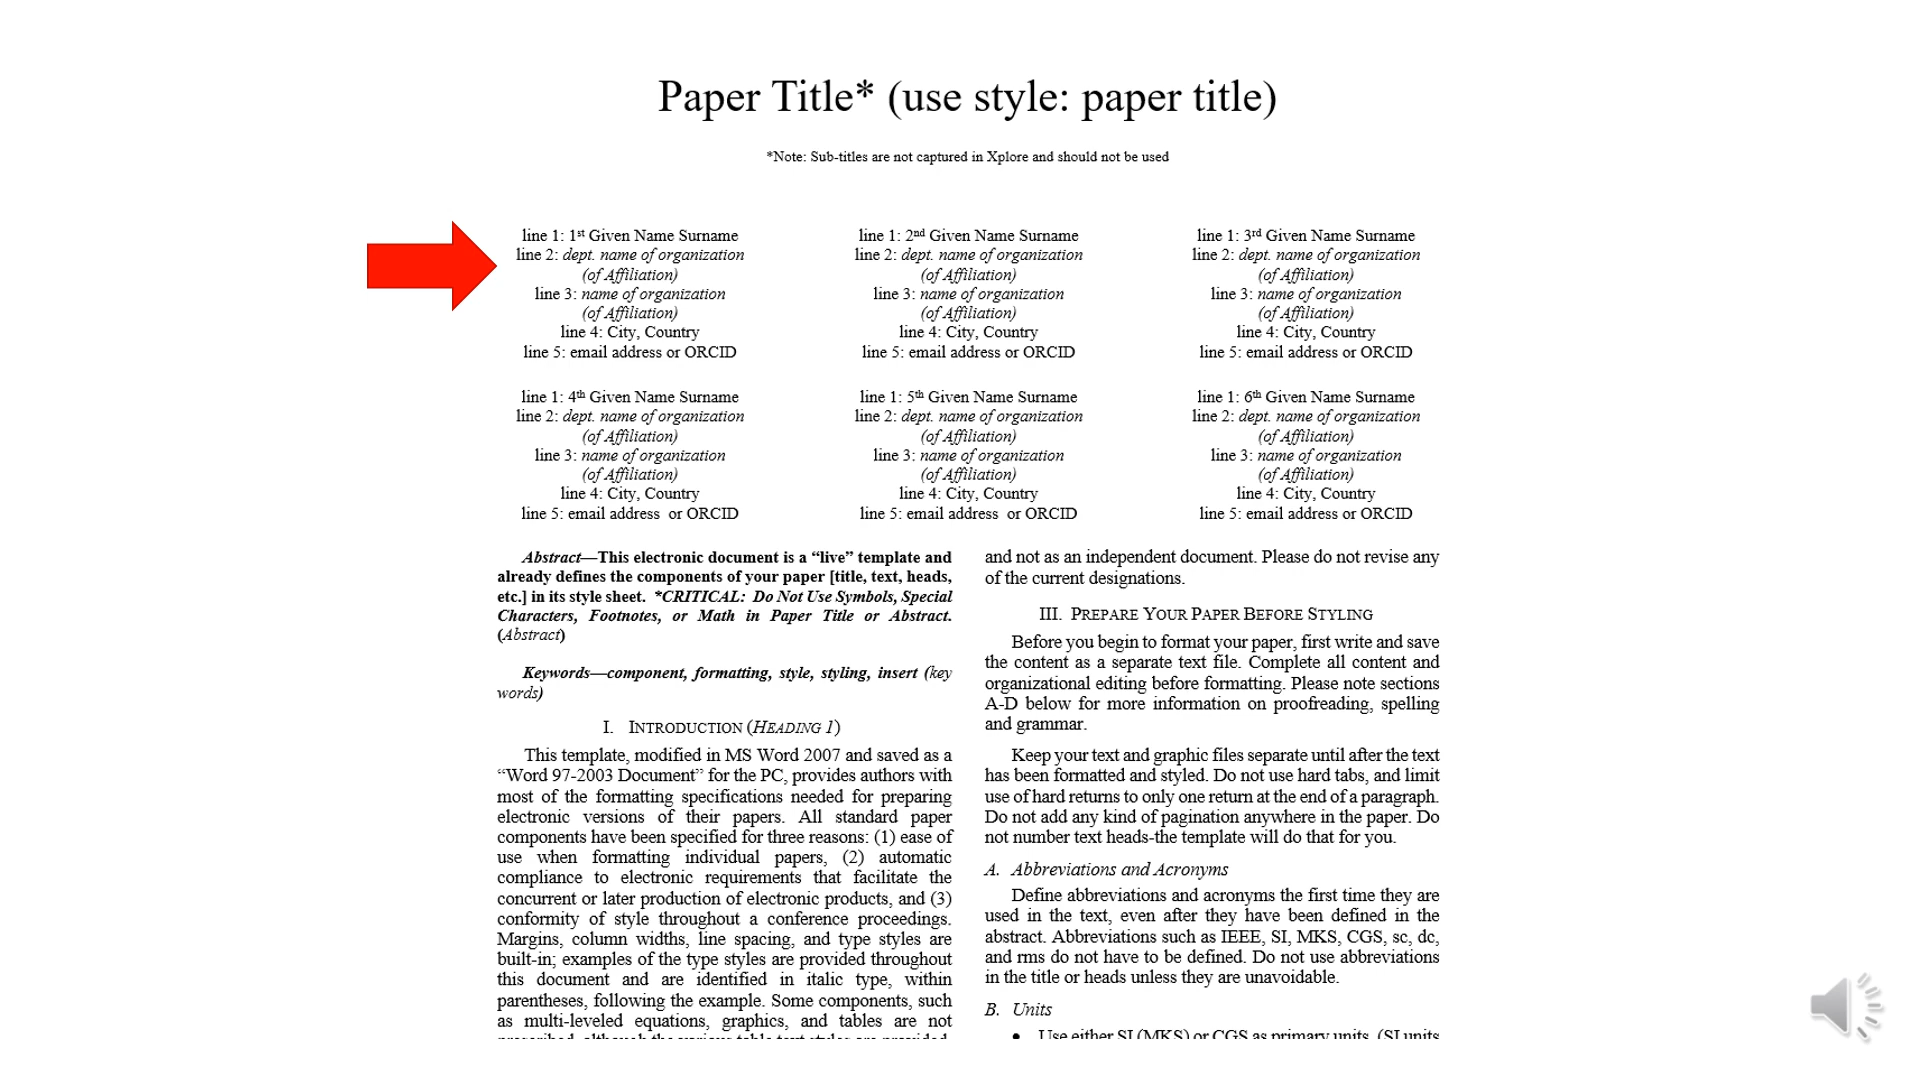 Paper Title* (use style: paper title)
*Note: Sub-titles are not captured in Xplore and should not be used
line 1: 1st Given Name Surname
line 2: dept. name of organization
(of Affiliation)
line 3: name of organization
(of Affiliation)
line 4: City, Country
line 5: email address or ORCID
line 1: 2nd Given Name Surname
line 2: dept. name of organization
(of Affiliation)
line 3: name of organization
(of Affiliation)
line 4: City, Country
line 5: email address or ORCID
line 1: 3rd Given Name Surname
line 2: dept. name of organization
(of Affiliation)
line 3: name of organization
(of Affiliation)
line 4: City, Country
line 5: email address or ORCID
line 1: 4th Given Name Surname
line 2: dept. name of organization
(of Affiliation)
line 3: name of organization
(of Affiliation)
line 4: City, Country
line 5: email address  or ORCID
line 1: 5th Given Name Surname
line 2: dept. name of organization
(of Affiliation)
line 3: name of organization
(of Affiliation)
line 4: City, Country
line 5: email address  or ORCID
line 1: 6th Given Name Surname
line 2: dept. name of organization
(of Affiliation)
line 3: name of organization
(of Affiliation)
line 4: City, Country
line 5: email address or ORCID
Abstract—This electronic document is a “live” template and
already defines the components of your paper [title, text, heads,
etc.] in its style sheet.  *CRITICAL:  Do Not Use Symbols, Special
Characters, Footnotes, or Math in Paper Title or Abstract.
(Abstract)
Keywords—component, formatting, style, styling, insert (key
words)
I. INTRODUCTION (HEADING 1)
This template, modified in MS Word 2007 and saved as a
“Word 97-2003 Document” for the PC, provides authors with
most of the formatting specifications needed for preparing
electronic versions of their papers. All standard paper
components have been specified for three reasons: (1) ease of
use when formatting individual papers, (2) automatic
compliance to electronic requirements that facilitate the
concurrent or later production of electronic products, and (3)
conformity of style throughout a conference proceedings.
Margins, column widths, line spacing, and type styles are
built-in; examples of the type styles are provided throughout
this document and are identified in italic type, within
parentheses, following the example. Some components, such
as multi-leveled equations, graphics, and tables are not
prescribed, although the various table text styles are provided.
and not as an independent document. Please do not revise any
of the current designations.
III. PREPARE YOUR PAPER BEFORE STYLING
Before you begin to format your paper, first write and save
the content as a separate text file. Complete all content and
organizational editing before formatting. Please note sections
A-D below for more information on proofreading, spelling
and grammar.
Keep your text and graphic files separate until after the text
has been formatted and styled. Do not use hard tabs, and limit
use of hard returns to only one return at the end of a paragraph.
Do not add any kind of pagination anywhere in the paper. Do
not number text heads-the template will do that for you.
A. Abbreviations and Acronyms
Define abbreviations and acronyms the first time they are
used in the text, even after they have been defined in the
abstract. Abbreviations such as IEEE, SI, MKS, CGS, sc, dc,
and rms do not have to be defined. Do not use abbreviations
in the title or heads unless they are unavoidable.
B. Units
• Use either SI (MKS) or CGS as primary units. (SI units